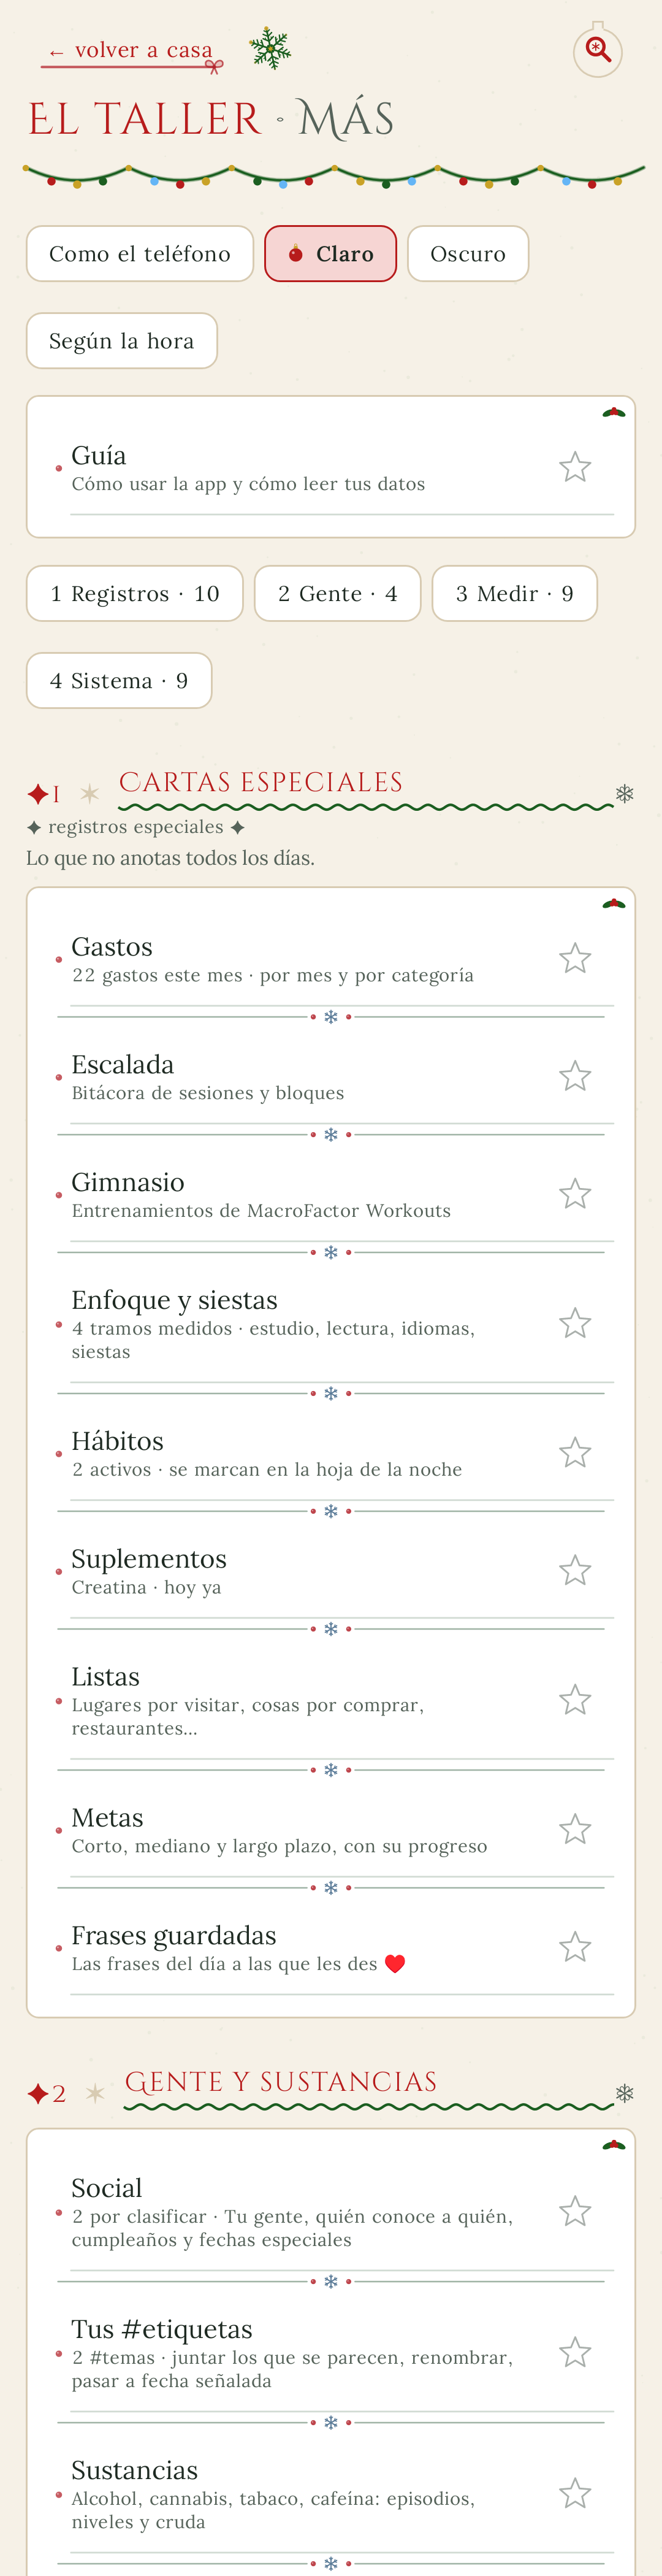 ← volver a casa
El taller · Más
Como el teléfono
Claro
Oscuro
Según la hora
Guía
Cómo usar la app y cómo leer tus datos
1 Registros · 10
2 Gente · 4
3 Medir · 9
4 Sistema · 9
1
Cartas especiales
registros especiales
Lo que no anotas todos los días.
Gastos
22 gastos este mes · por mes y por categoría
Escalada
Bitácora de sesiones y bloques
Gimnasio
Entrenamientos de MacroFactor Workouts
Enfoque y siestas
4 tramos medidos · estudio, lectura, idiomas,
siestas
Hábitos
2 activos · se marcan en la hoja de la noche
Suplementos
Creatina · hoy ya
Listas
Lugares por visitar, cosas por comprar,
restaurantes…
Metas
Corto, mediano y largo plazo, con su progreso
Frases guardadas
Las frases del día a las que les des ❤️
2
Gente y sustancias
Social
2 por clasificar · Tu gente, quién conoce a quién,
cumpleaños y fechas especiales
Tus #etiquetas
2 #temas · juntar los que se parecen, renombrar,
pasar a fecha señalada
Sustancias
Alcohol, cannabis, tabaco, cafeína: episodios,
niveles y cruda